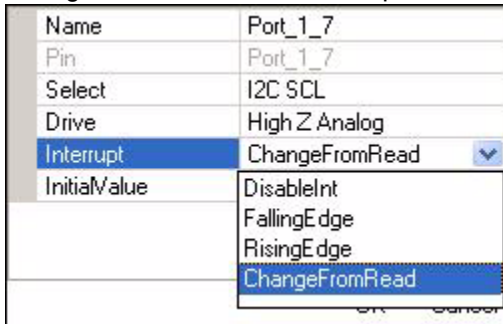 Name Port_1_7
Pin Port_1_7
Select I2C SCL
Drive High Z Analog
Interrupt ChangeFromRead
InitialValue DisableInt
FallingEdge
RisingEdge
ChangeFromRead